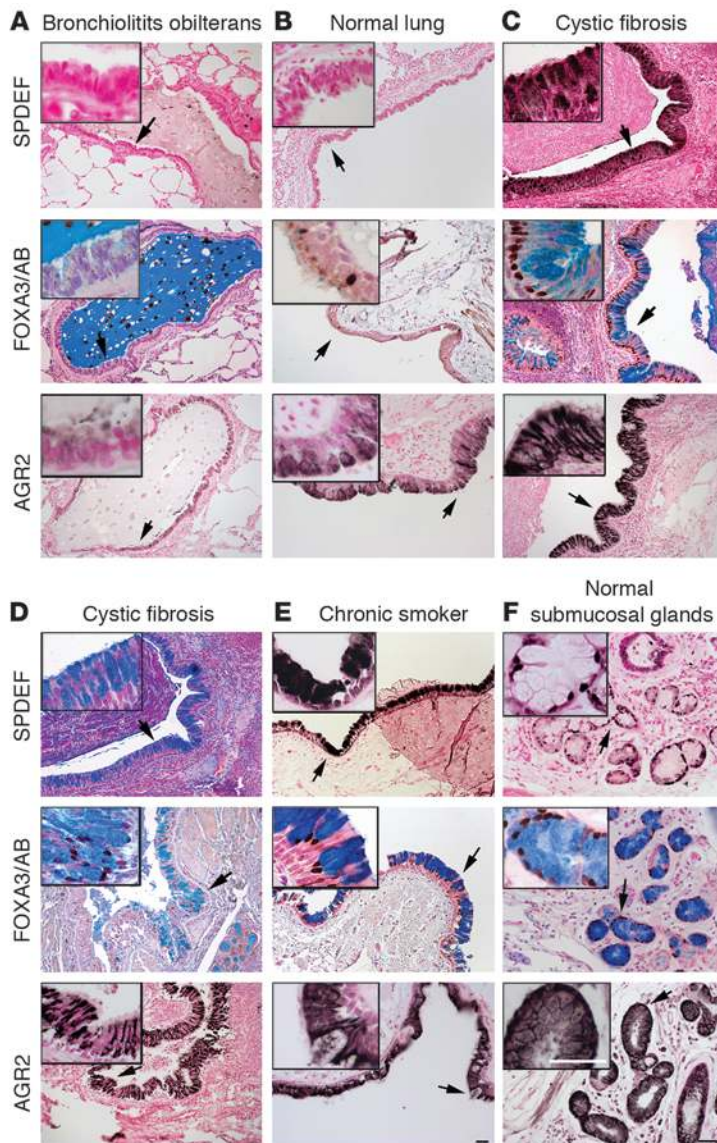 A Bronchiolitits obilterans
B Normal lung
C Cystic fibrosis
SPDEF
FOXA3/AB
AGR2
D Cystic fibrosis
E Chronic smoker
F Normal
submucosal glands
SPDEF
FOXA3/AB
AGR2